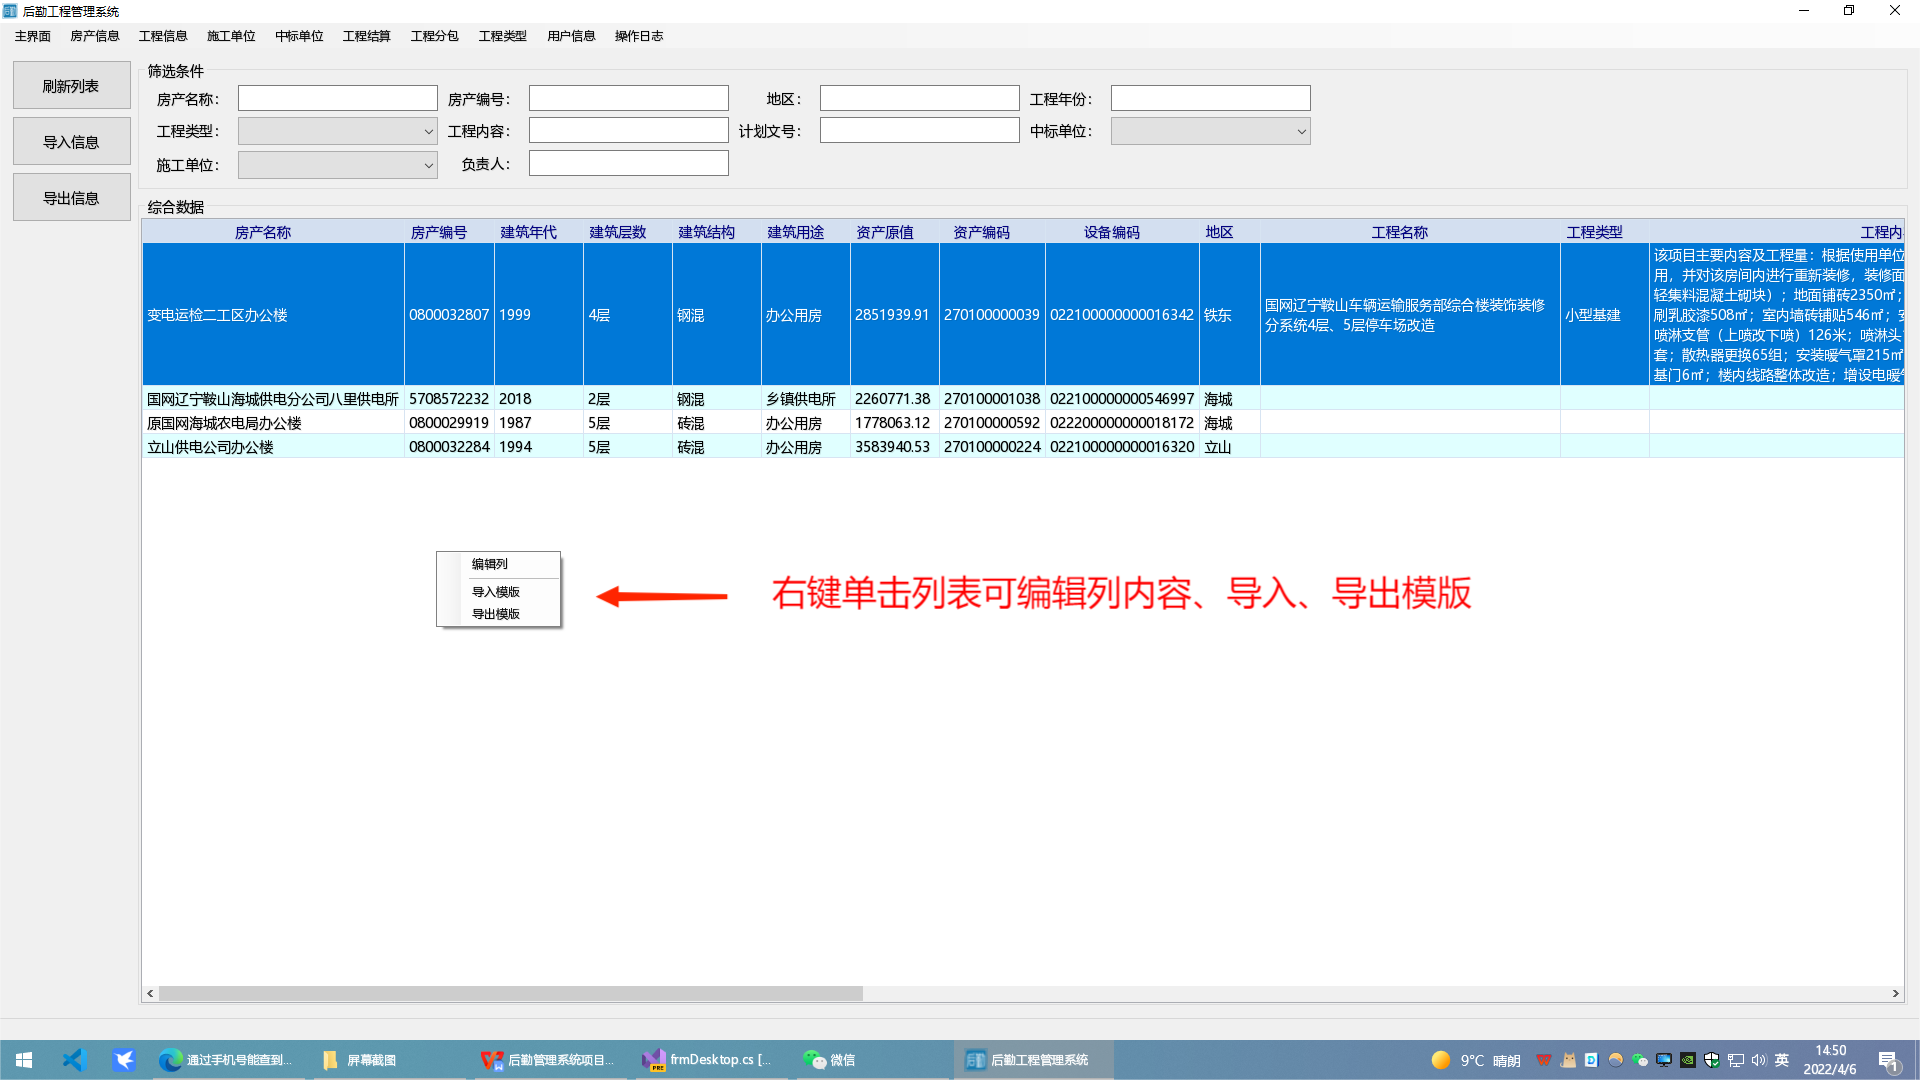 后勤工程管理系统
主界面 房产信息 工程信息 施工单位 中标单位 工程结算 工程分包 工程类型 用户信息 操作日志
刷新列表
导入信息
导出信息
筛选条件
房产名称： 房产编号： 地区： 工程年份：
工程类型： 工程内容： 计划文号： 中标单位：
施工单位： 负责人：
综合数据
房产名称 房产编号 建筑年代 建筑层数 建筑结构 建筑用途 资产原值 资产编码 设备编码 地区 工程名称 工程类型 工程内
变电运检二工区办公楼 0800032807 1999 4层 钢混 办公用房 2851939.91 270100000039 022100000000016342 铁东
国网辽宁鞍山车辆运输服务部综合楼装饰装修
分系统4层、5层停车场改造
小型基建
该项目主要内容及工程量：根据使用单位
用，并对该房间内进行重新装修，装修面
轻集料混凝土砌块）；地面铺砖2350㎡；
刷乳胶漆508㎡；室内墙砖铺贴546㎡；
喷淋支管（上喷改下喷）126米；喷淋头
套；散热器更换65组；安装暖气罩215㎡
基门6㎡；楼内线路整体改造；增设电暖
国网辽宁鞍山海城供电分公司八里供电所 5708572232 2018 2层 钢混 乡镇供电所 2260771.38 270100001038 022100000000546997 海城
原国网海城农电局办公楼 0800029919 1987 5层 砖混 办公用房 1778063.12 270100000592 022200000000018172 海城
立山供电公司办公楼 0800032284 1994 5层 砖混 办公用房 3583940.53 270100000224 022100000000016320 立山
编辑列
导入模版
导出模版
右键单击列表可编辑列内容、导入、导出模版
通过手机号能查到... 屏幕截图 后勤管理系统项目... frmDesktop.cs [... 微信 后勤工程管理系统 9°C 晴朗 英
14:50
2022/4/6
1